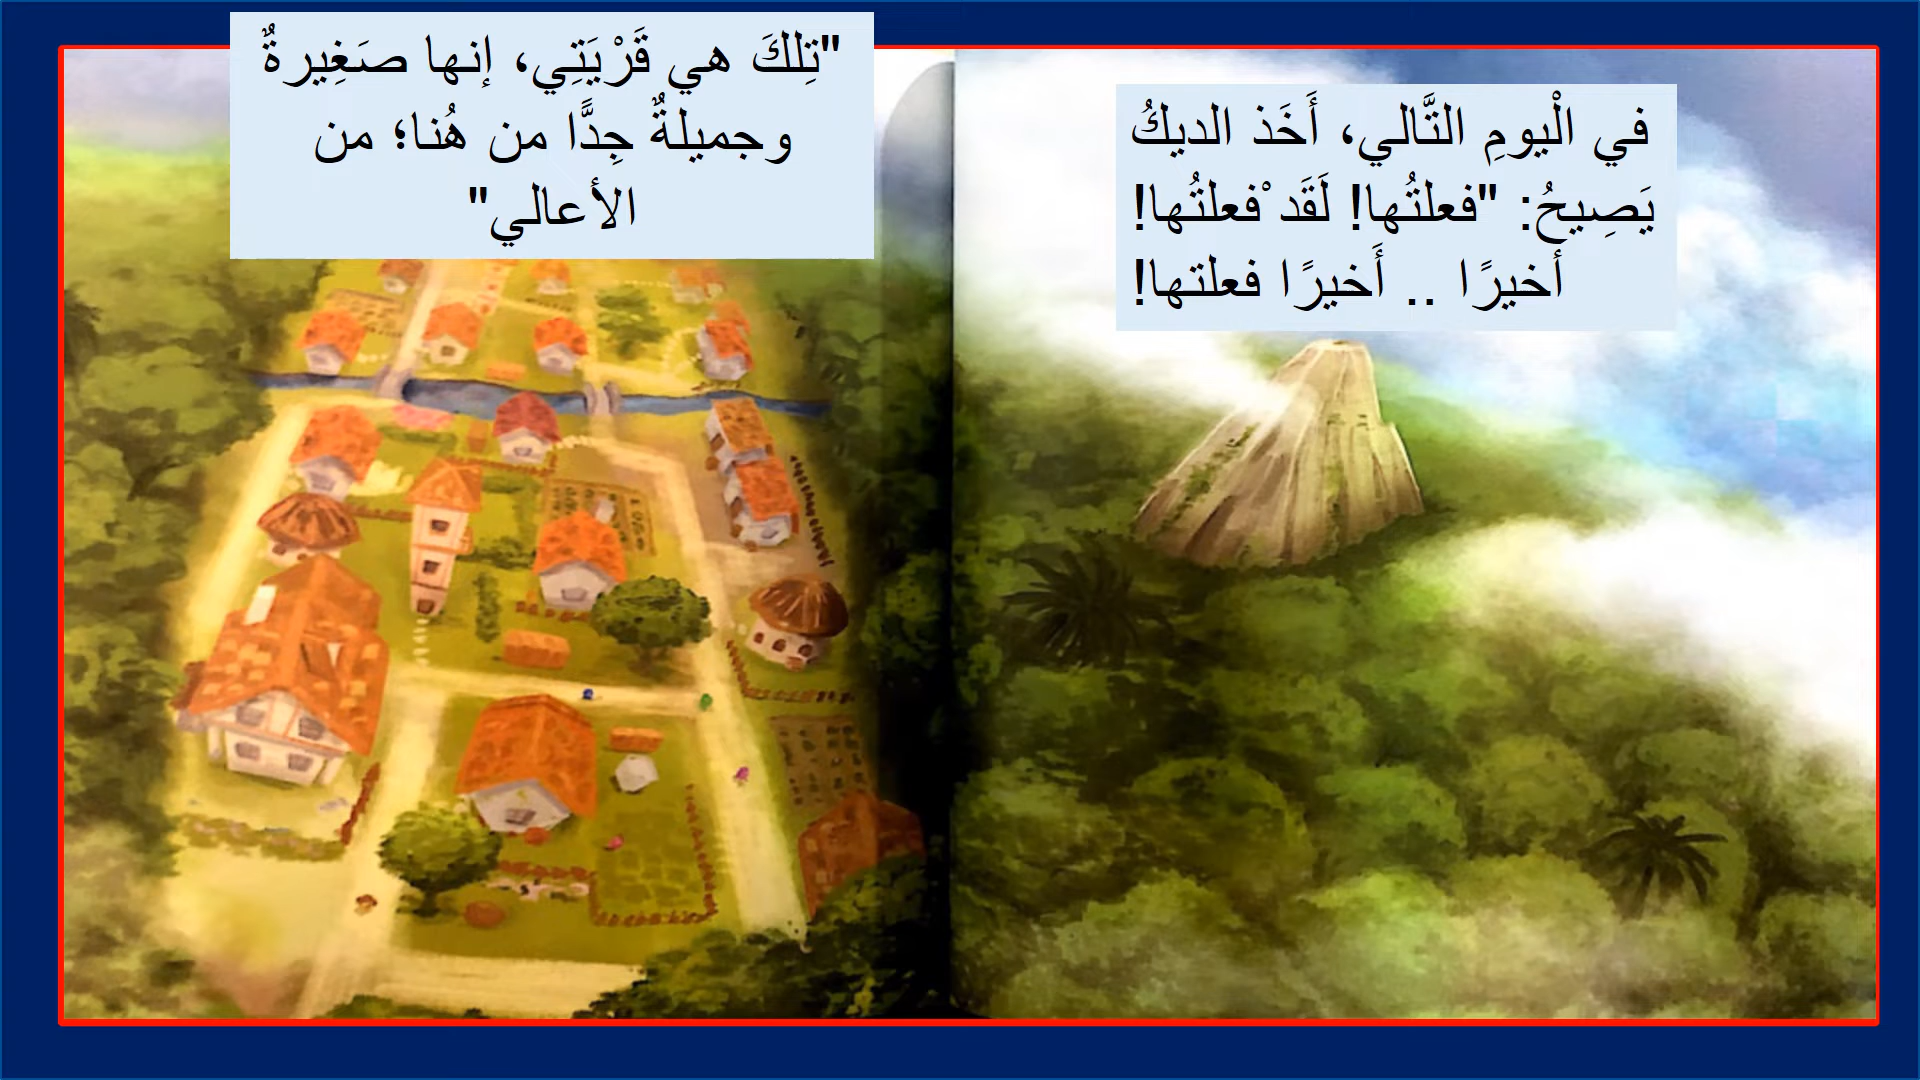 في الْيومِ التَّالي، أَخَذ الديكُ
يَصِيحُ: "فعلتُها! لَقَد ْفعلتُها!
أخيرًا .. أَخيرًا فعلتها!
"تِلكَ هي قَرْيَتِي، إنها صَغِيرةٌ
وجميلةٌ جِدًّا من هُنا؛ من
الأعالي"